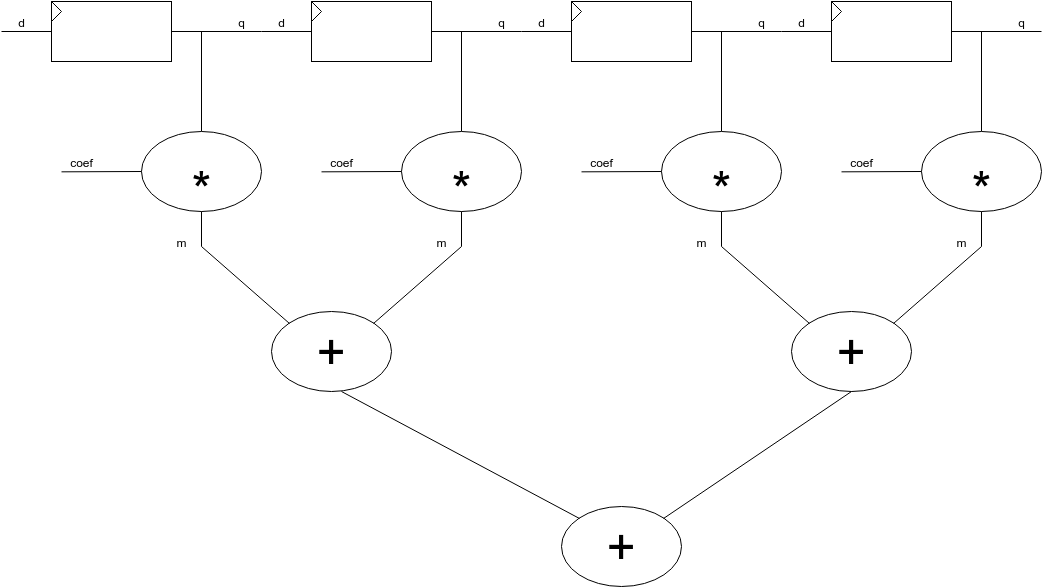 d q d q d q d q
coef coef coef coef
* * * *
m m m m
+ +
+